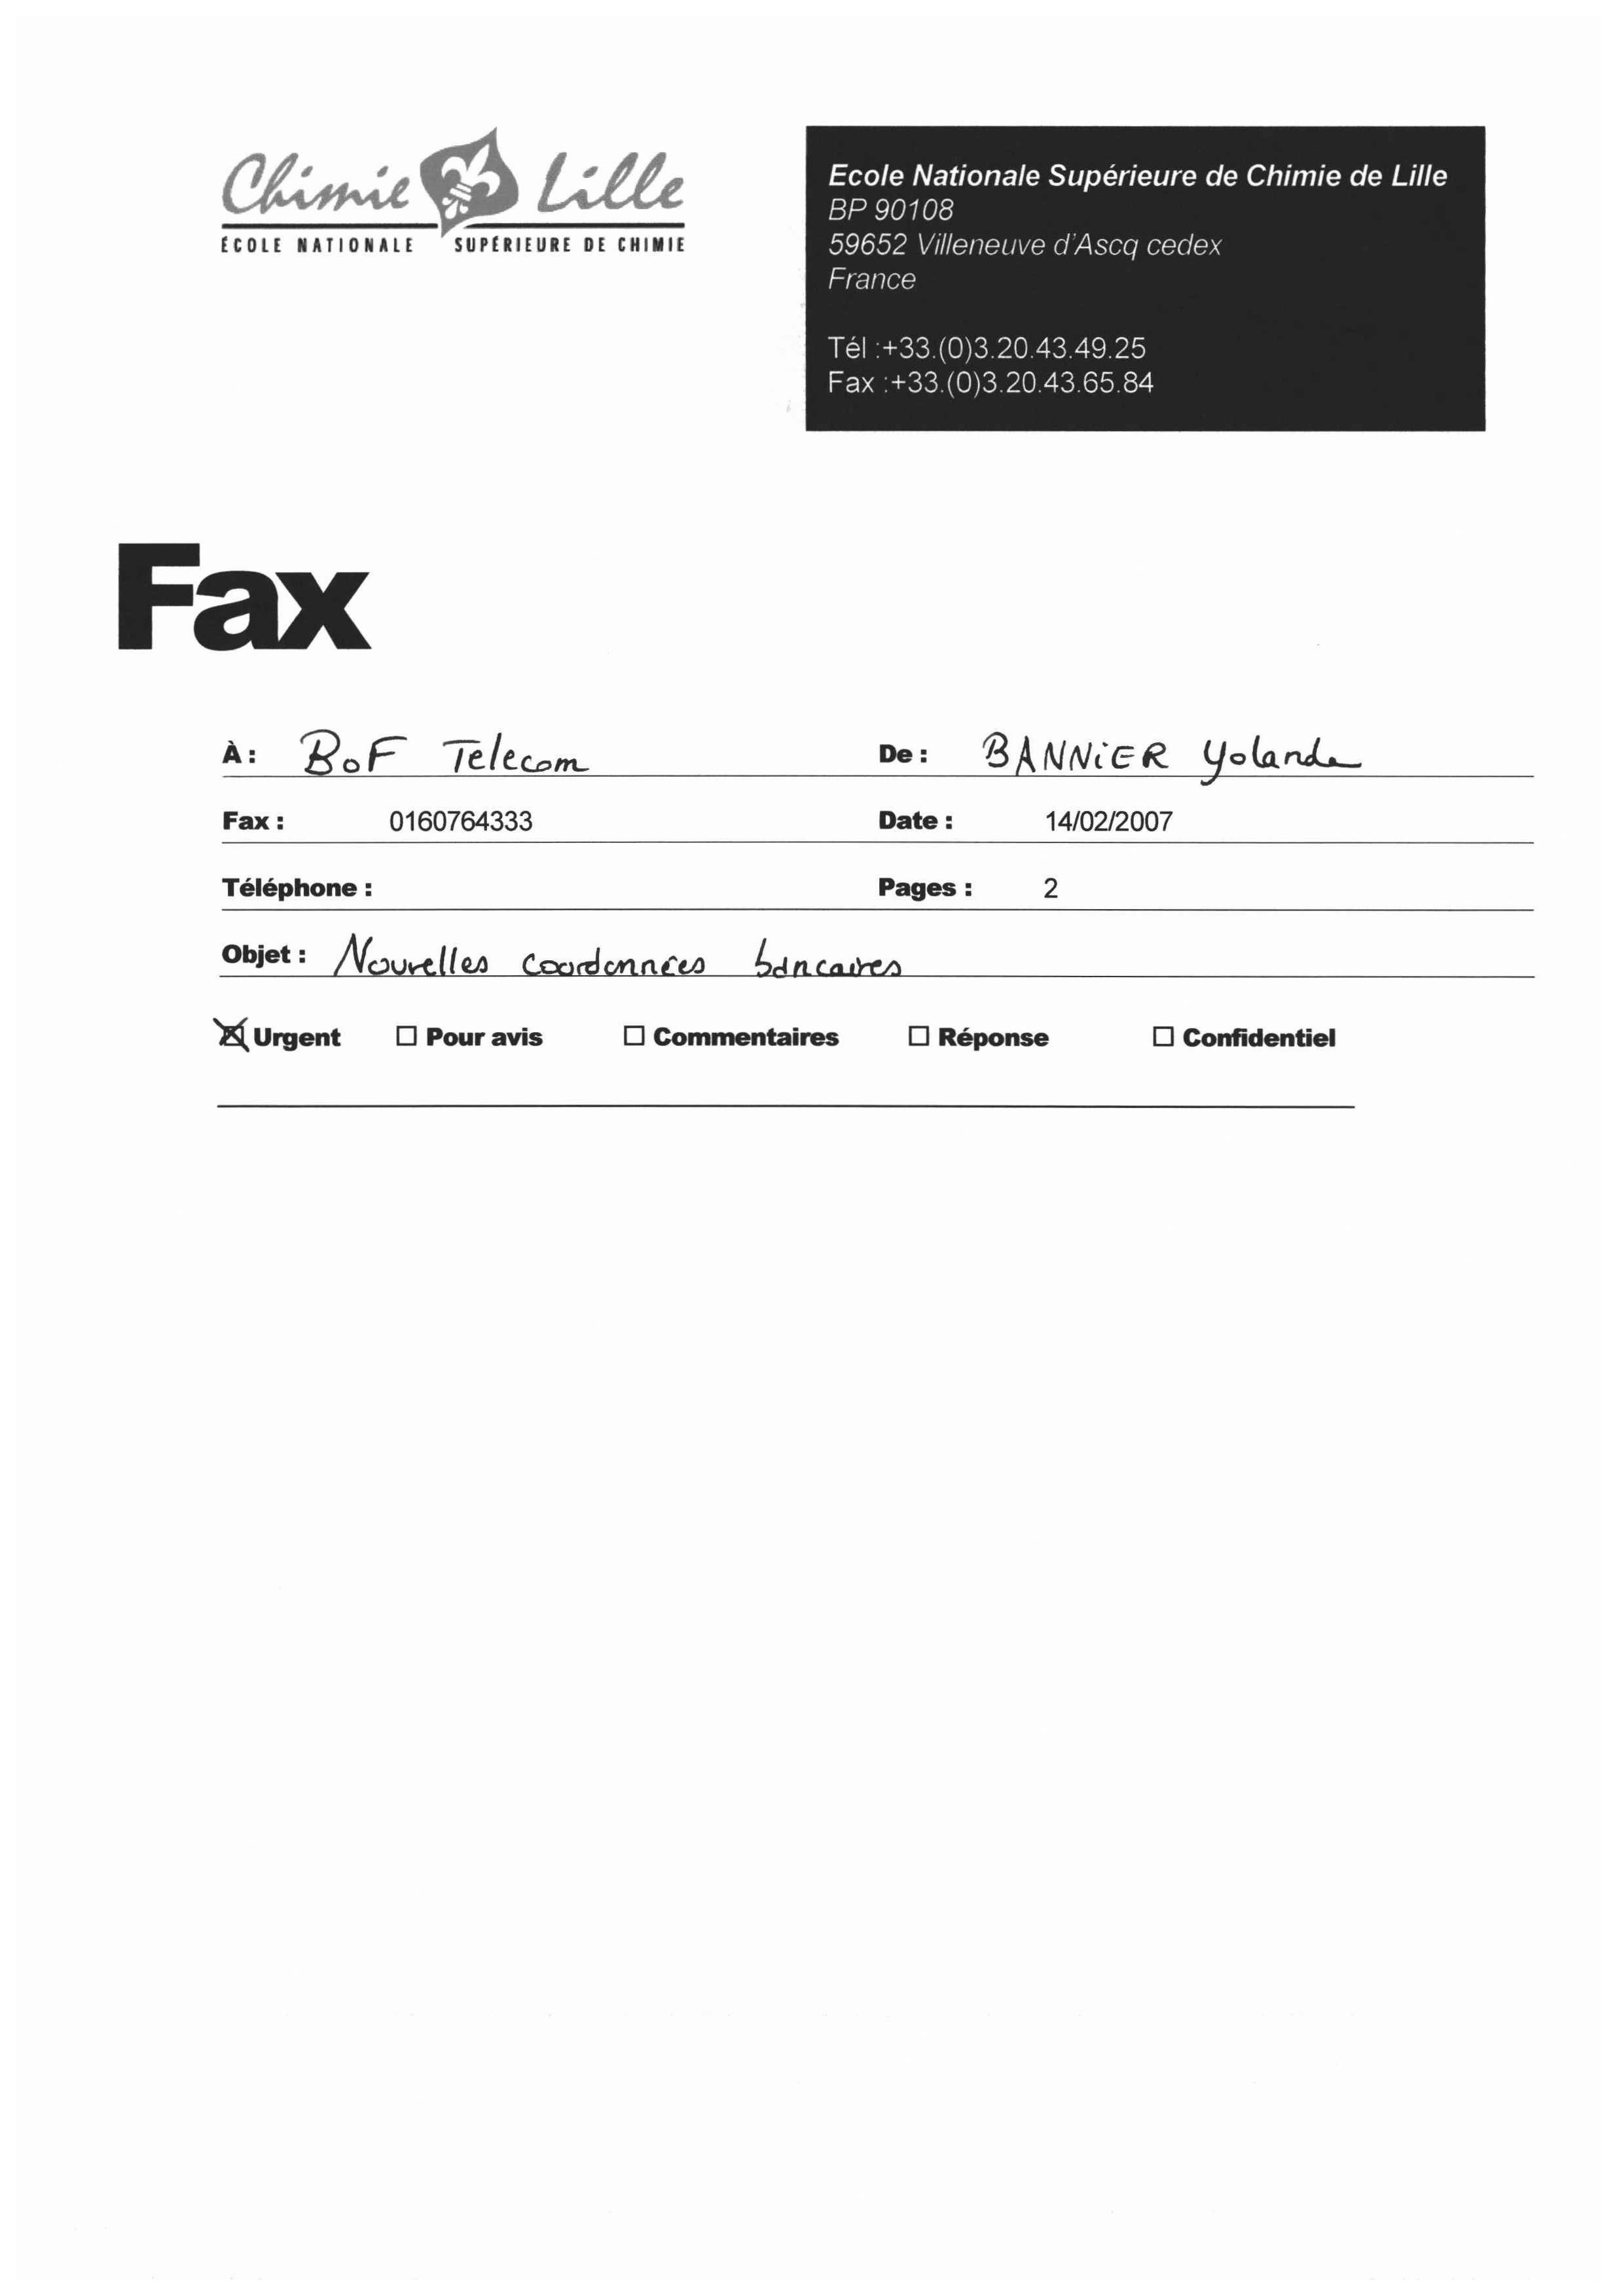 Chimie Lille
ÉCOLE NATIONALE SUPÉRIEURE DE CHIMIE
Ecole Nationale Supérieure de Chimie de Lille
BP 90108
59652 Villeneuve d'Ascq cedex
France
Tél :+33.(0)3.20.43.49.25
Fax :+33.(0)3.20.43.65.84
Fax
À : BoF Telecom De : BANNiER Yolande
Fax : 0160764333 Date : 14/02/2007
Téléphone : Pages : 2
Objet : Nouvelles coordonnées bancaires
☒ Urgent ☐ Pour avis ☐ Commentaires ☐ Réponse ☐ Confidentiel